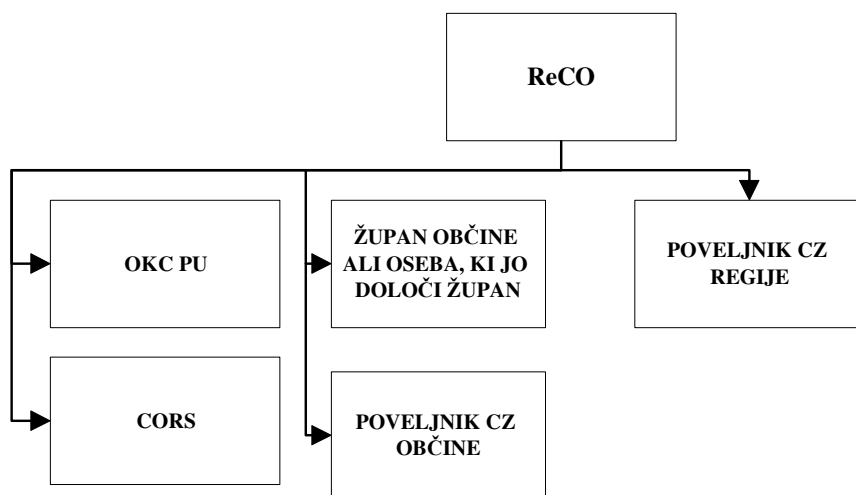 ReCO
OKC PU
ŽUPAN OBČINE
ALI OSEBA, KI JO
DOLOČI ŽUPAN
POVELJNIK CZ
REGIJE
CORS
POVELJNIK CZ
OBČINE